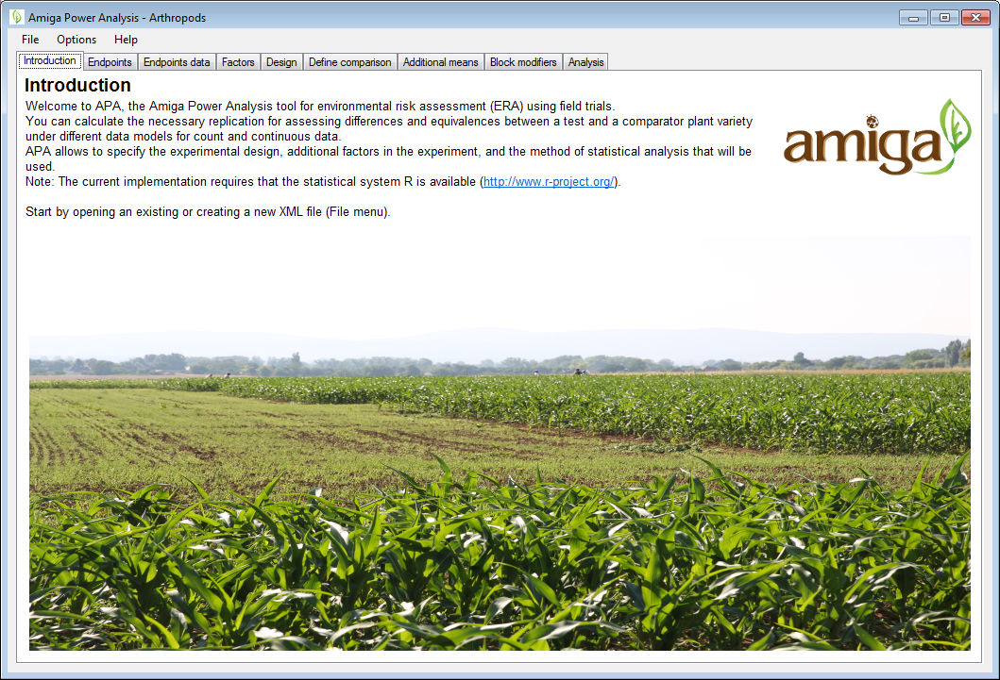 Amiga Power Analysis - Arthropods
File Options Help
Introduction Endpoints Endpoints data Factors Design Define comparison Additional means Block modifiers Analysis
Introduction
Welcome to APA, the Amiga Power Analysis tool for environmental risk assessment (ERA) using field trials.
You can calculate the necessary replication for assessing differences and equivalences between a test and a comparator plant variety
under different data models for count and continuous data.
APA allows to specify the experimental design, additional factors in the experiment, and the method of statistical analysis that will be
used.
Note: The current implementation requires that the statistical system R is available (http://www.r-project.org/).
Start by opening an existing or creating a new XML file (File menu).
amiga